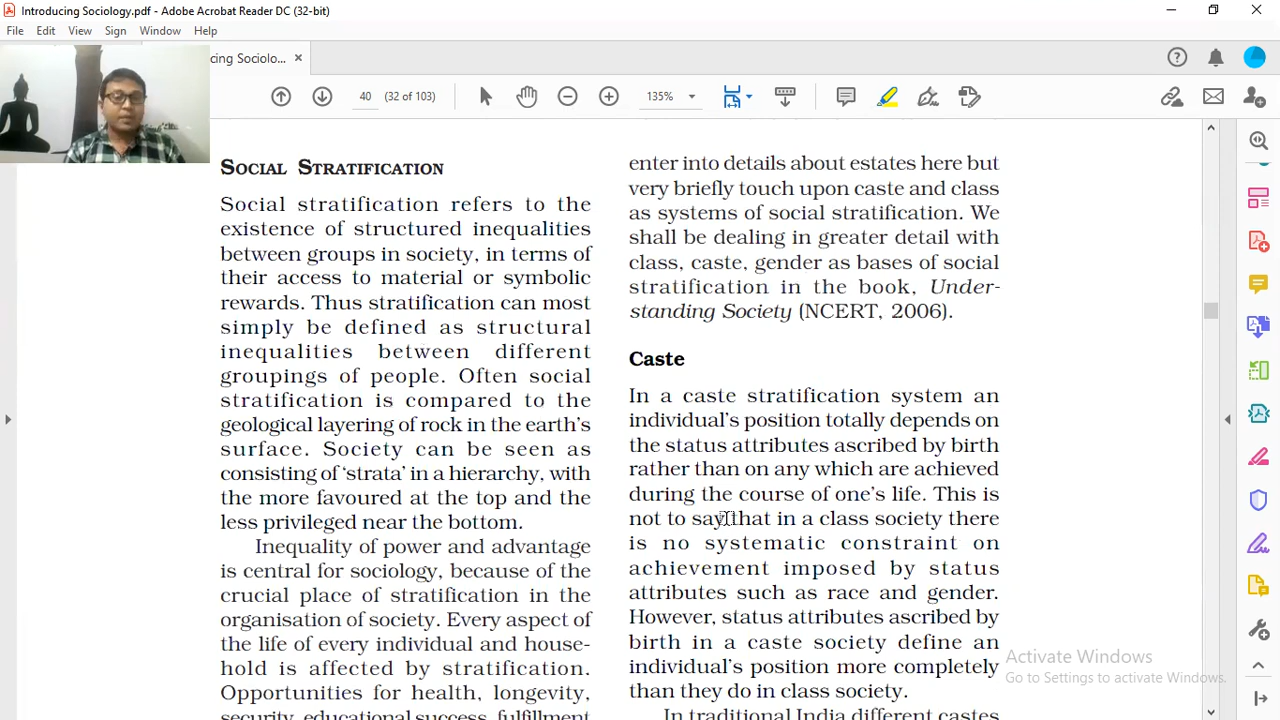 Introducing Sociology.pdf - Adobe Acrobat Reader DC (32-bit)
File Edit View Sign Window Help
cing Sociolo...
40 (32 of 103) 135%
SOCIAL STRATIFICATION
Social stratification refers to the
existence of structured inequalities
between groups in society, in terms of
their access to material or symbolic
rewards. Thus stratification can most
simply be defined as structural
inequalities between different
groupings of people. Often social
stratification is compared to the
geological layering of rock in the earth's
surface. Society can be seen as
consisting of 'strata' in a hierarchy, with
the more favoured at the top and the
less privileged near the bottom.
Inequality of power and advantage
is central for sociology, because of the
crucial place of stratification in the
organisation of society. Every aspect of
the life of every individual and house-
hold is affected by stratification.
Opportunities for health, longevity,
security, educational success, fulfillment
enter into details about estates here but
very briefly touch upon caste and class
as systems of social stratification. We
shall be dealing in greater detail with
class, caste, gender as bases of social
stratification in the book, Under-
standing Society (NCERT, 2006).
Caste
In a caste stratification system an
individual's position totally depends on
the status attributes ascribed by birth
rather than on any which are achieved
during the course of one's life. This is
not to say that in a class society there
is no systematic constraint on
achievement imposed by status
attributes such as race and gender.
However, status attributes ascribed by
birth in a caste society define an
individual's position more completely
than they do in class society.
In traditional India different castes
Activate Windows
Go to Settings to activate Windows.